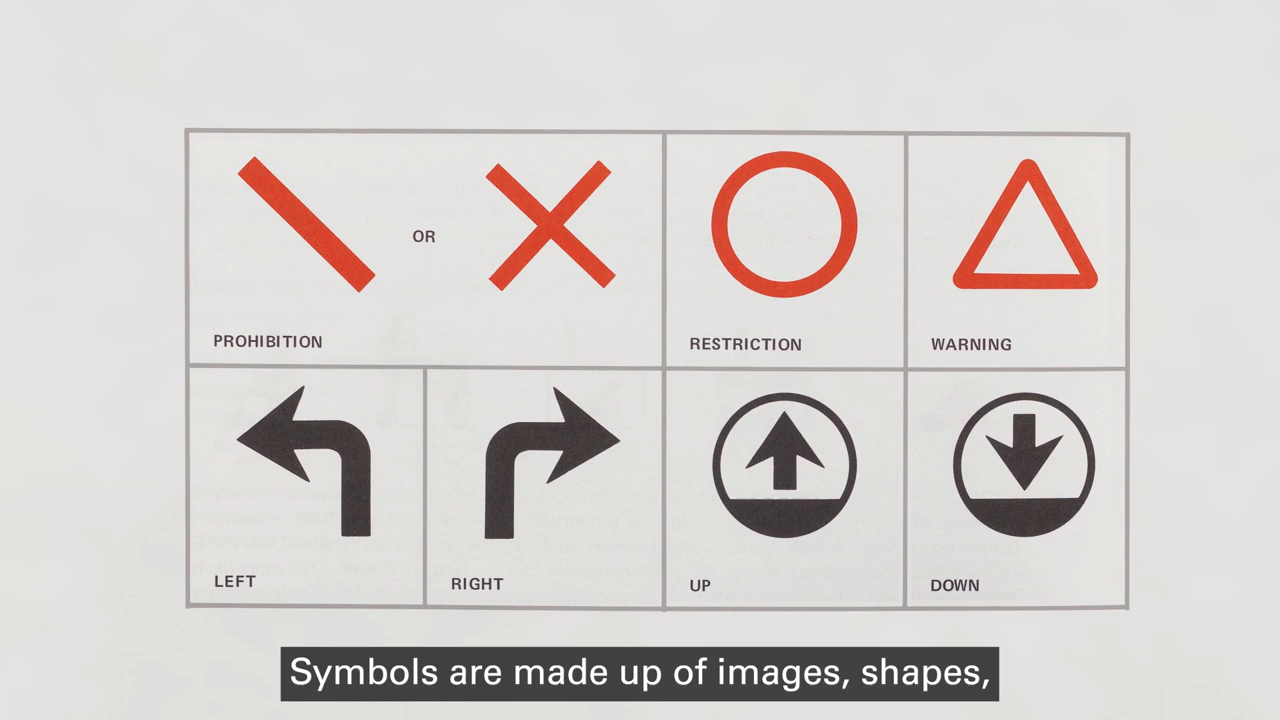 OR
PROHIBITION
RESTRICTION
WARNING
LEFT
RIGHT
UP
DOWN
Symbols are made up of images, shapes,